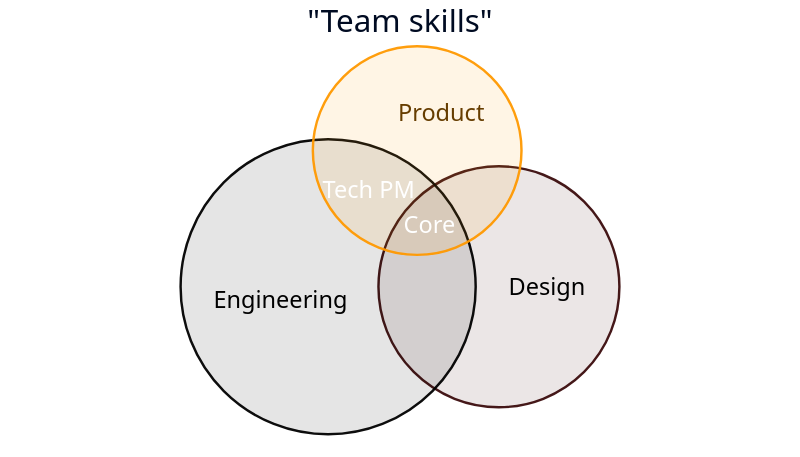 "Team skills"
Product
Tech PM
Core
Engineering
Design